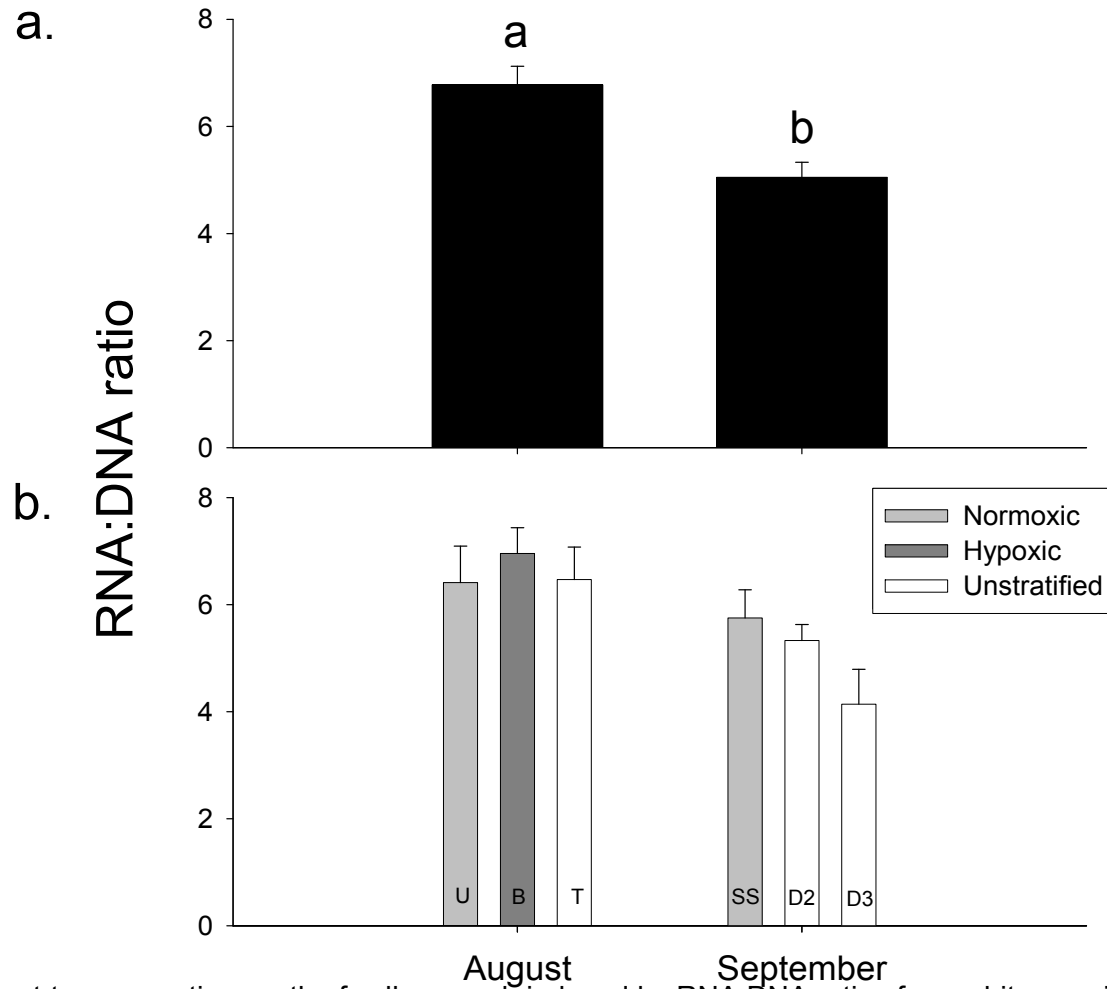 a.
8
6
4
2
0
a
b
RNA:DNA ratio
b.
8
6
4
2
0
Normoxic
Hypoxic
Unstratified
U
B
T
SS
D2
D3
August
September